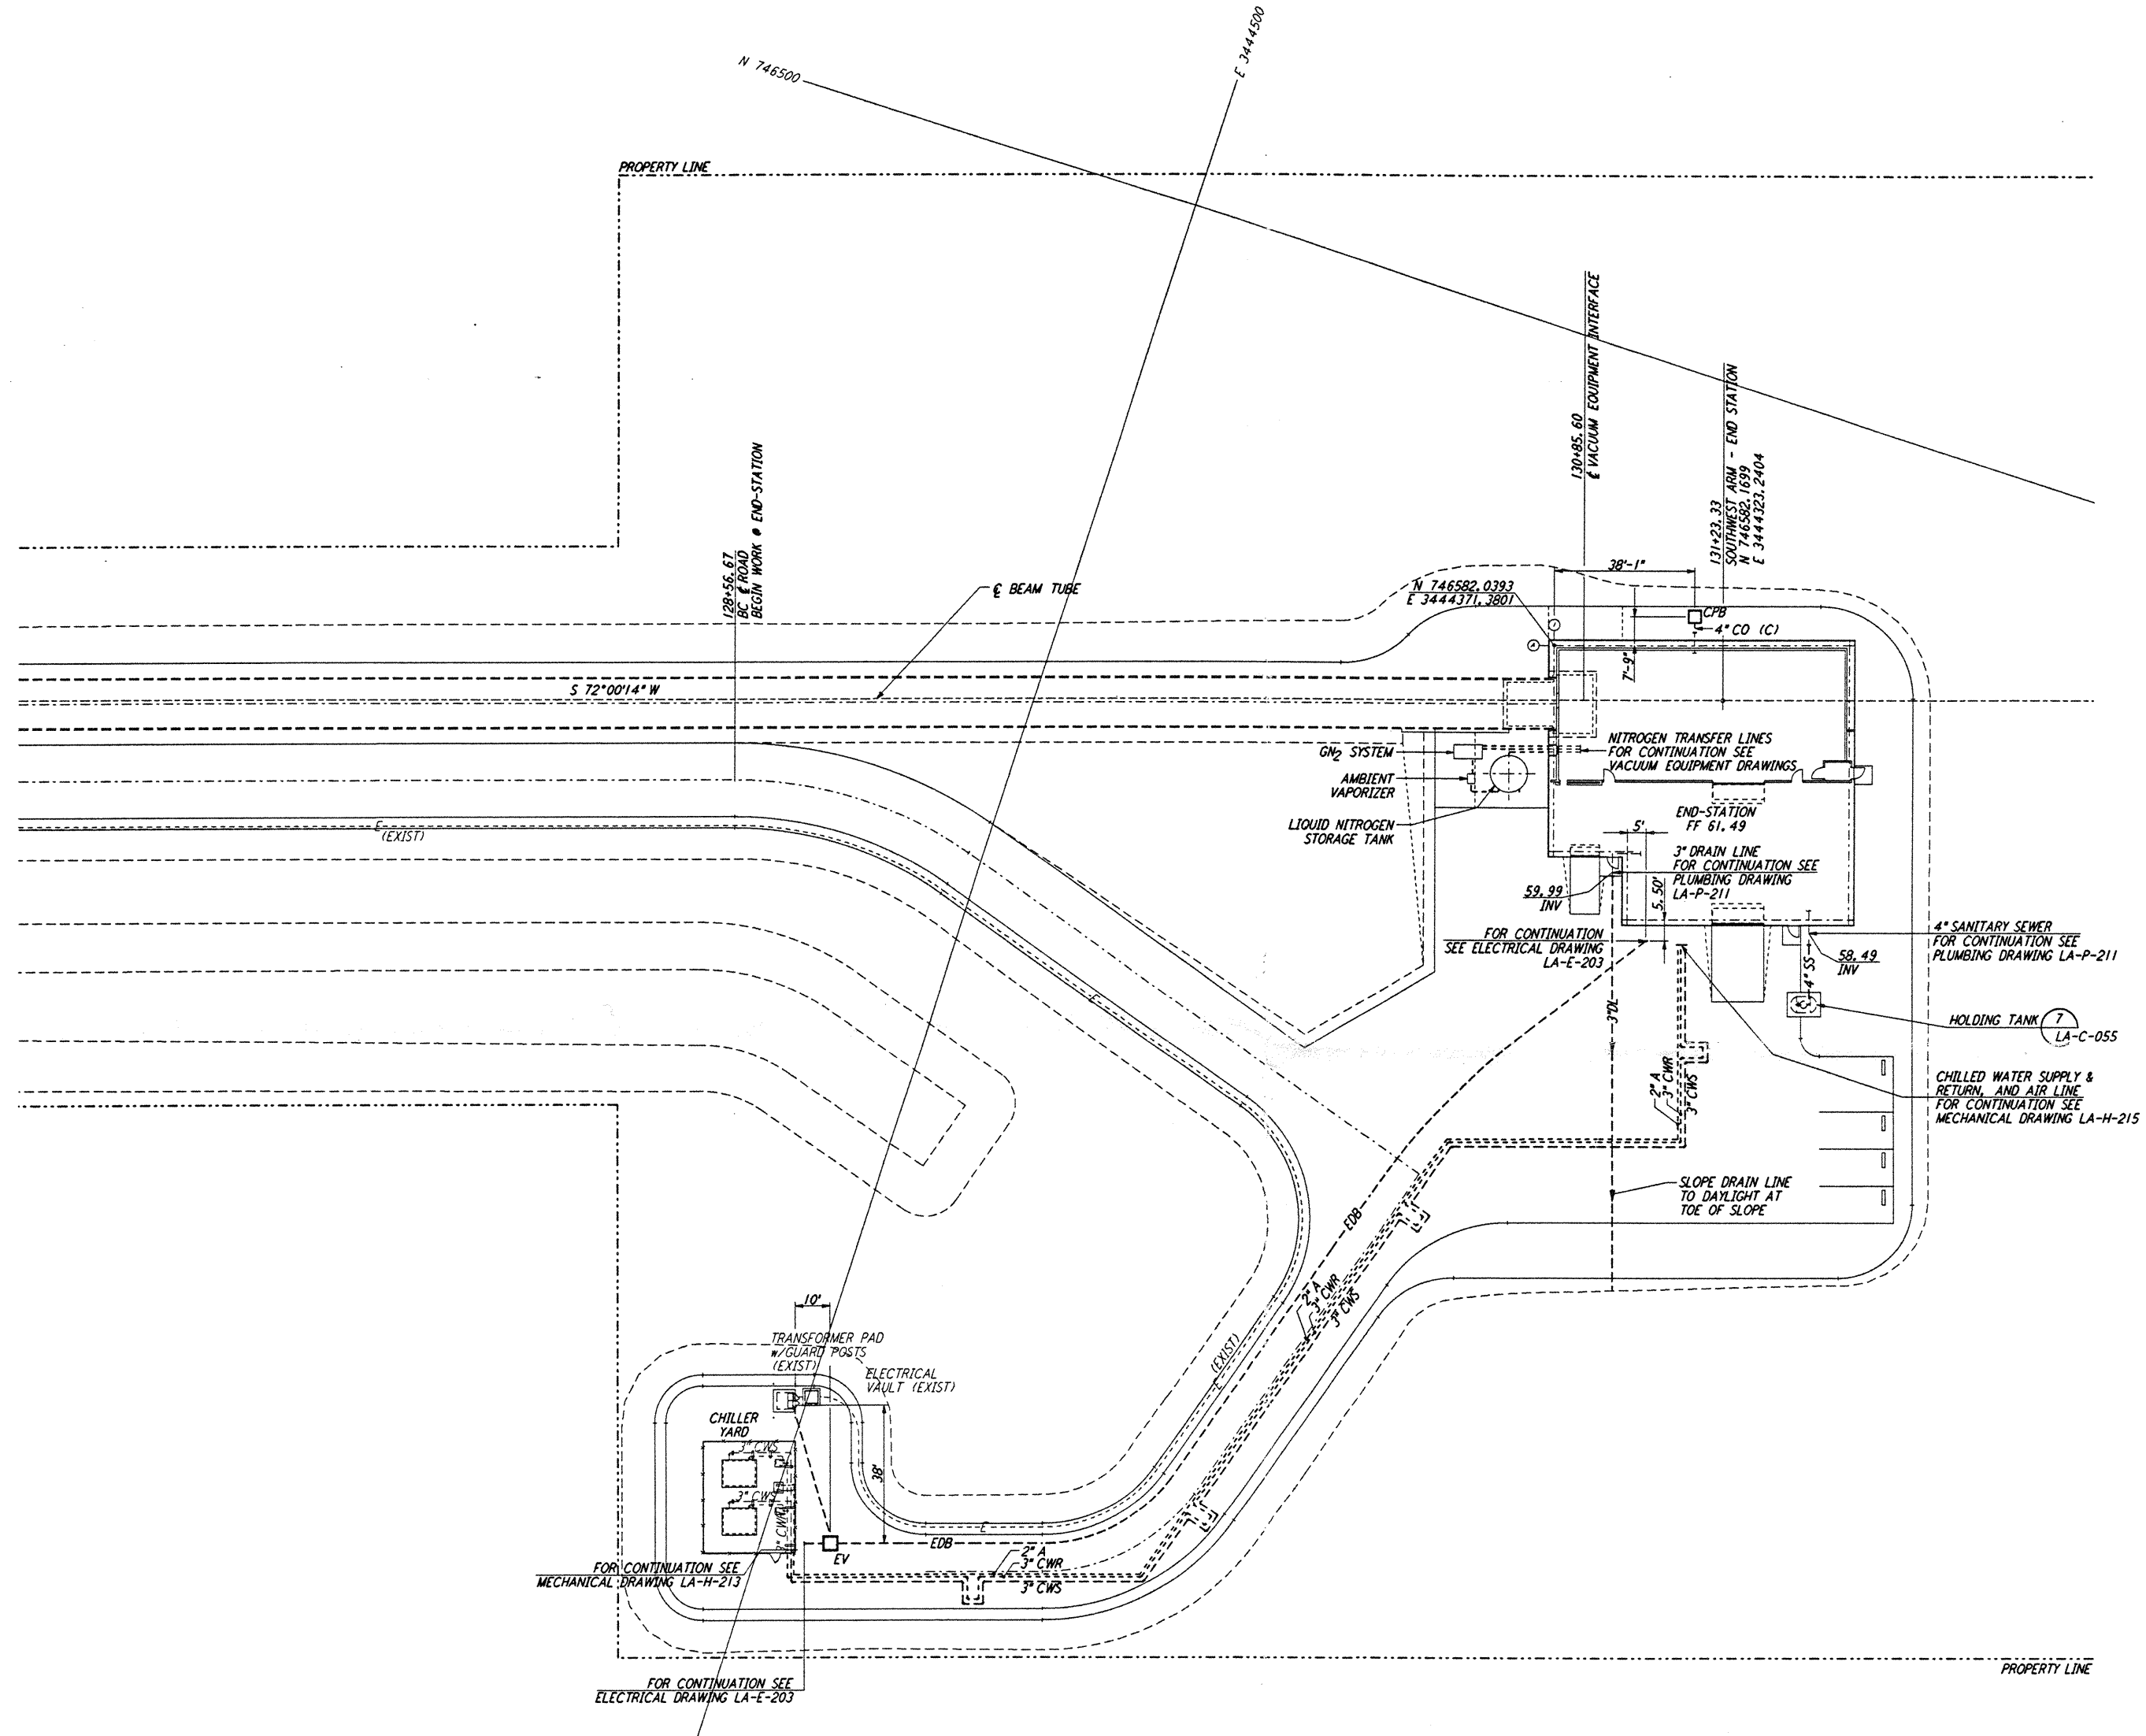 N 746500
E 3444500
PROPERTY LINE
130+85.60
℄ VACUUM EQUIPMENT INTERFACE
131+23.33
SOUTHWEST ARM - END STATION
N 746582.1699
E 3444323.2404
128+56.67
BC ℄ ROAD
BEGIN WORK @ END-STATION
℄ BEAM TUBE
38'-1"
N 746582.0393
E 3444371.3801
CPB
4" CO (C)
1
A
7'-9"
S 72°00'14" W
GN2 SYSTEM
NITROGEN TRANSFER LINES
FOR CONTINUATION SEE
VACUUM EQUIPMENT DRAWINGS
AMBIENT
VAPORIZER
LIQUID NITROGEN
STORAGE TANK
END-STATION
FF 61.49
5'
3" DRAIN LINE
FOR CONTINUATION SEE
PLUMBING DRAWING
LA-P-211
E
(EXIST)
59.99
INV
5.50'
FOR CONTINUATION
SEE ELECTRICAL DRAWING
LA-E-203
4" SANITARY SEWER
FOR CONTINUATION SEE
PLUMBING DRAWING LA-P-211
58.49
INV
4" SS
HOLDING TANK
7
LA-C-055
E
3"DL
2" A
3" CWR
3" CWS
CHILLED WATER SUPPLY &
RETURN, AND AIR LINE
FOR CONTINUATION SEE
MECHANICAL DRAWING LA-H-215
SLOPE DRAIN LINE
TO DAYLIGHT AT
TOE OF SLOPE
EDB
2" A
3" CWR
3" CWS
(EXIST)
E
10'
TRANSFORMER PAD
W/GUARD POSTS
(EXIST)
ELECTRICAL
VAULT (EXIST)
CHILLER
YARD
3" CWS
3" CWS
3" CWR
38'
E
EDB
EV
2" A
3" CWR
3" CWS
FOR CONTINUATION SEE
MECHANICAL DRAWING LA-H-213
FOR CONTINUATION SEE
ELECTRICAL DRAWING LA-E-203
PROPERTY LINE